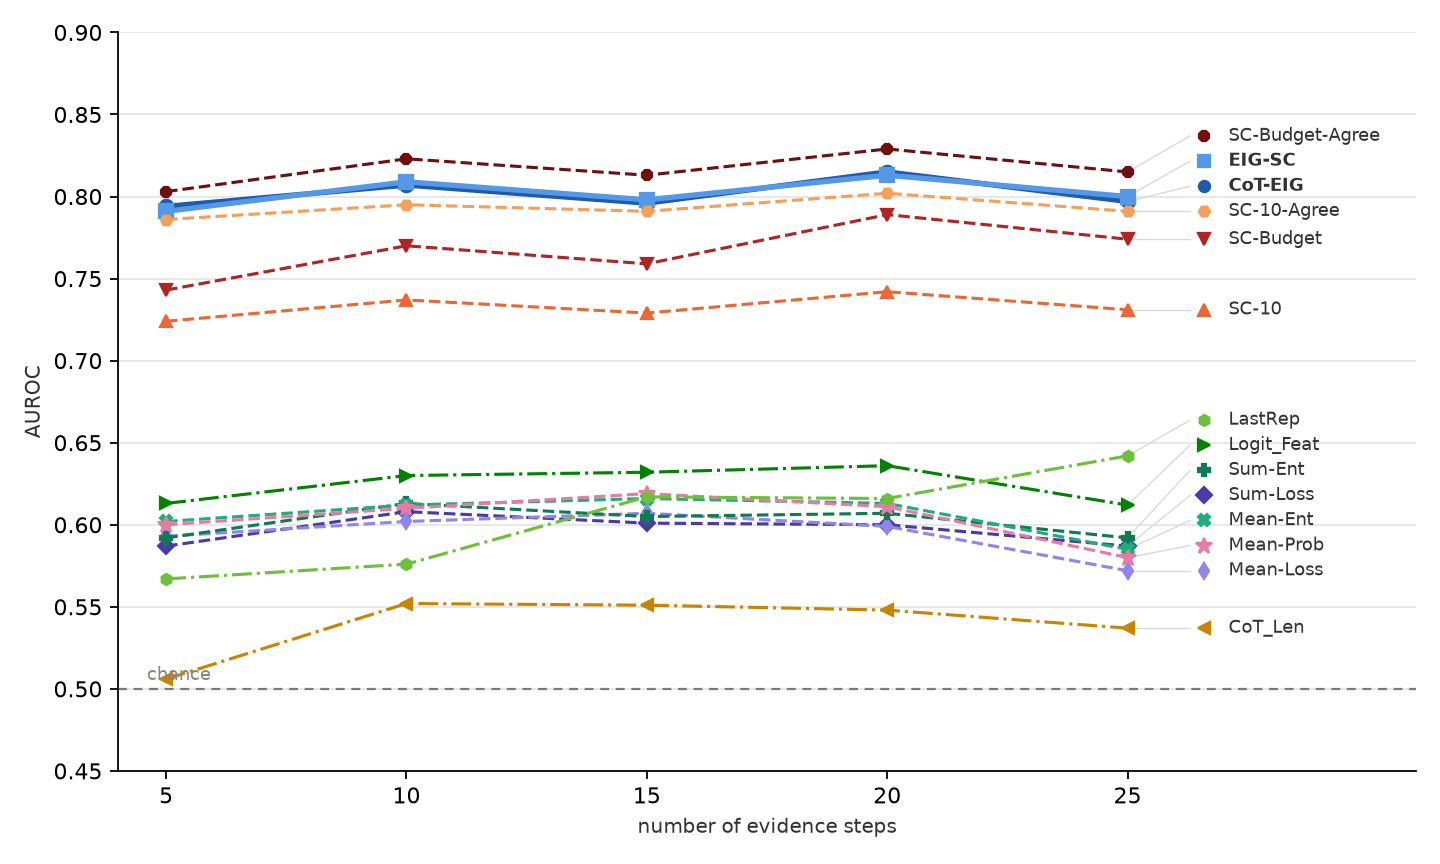 0.90
0.85
0.80
0.75
0.70
0.65
0.60
0.55
0.50
0.45
AUROC
5
10
15
20
25
number of evidence steps
chance
SC-Budget-Agree
EIG-SC
CoT-EIG
SC-10-Agree
SC-Budget
SC-10
LastRep
Logit_Feat
Sum-Ent
Sum-Loss
Mean-Ent
Mean-Prob
Mean-Loss
CoT_Len